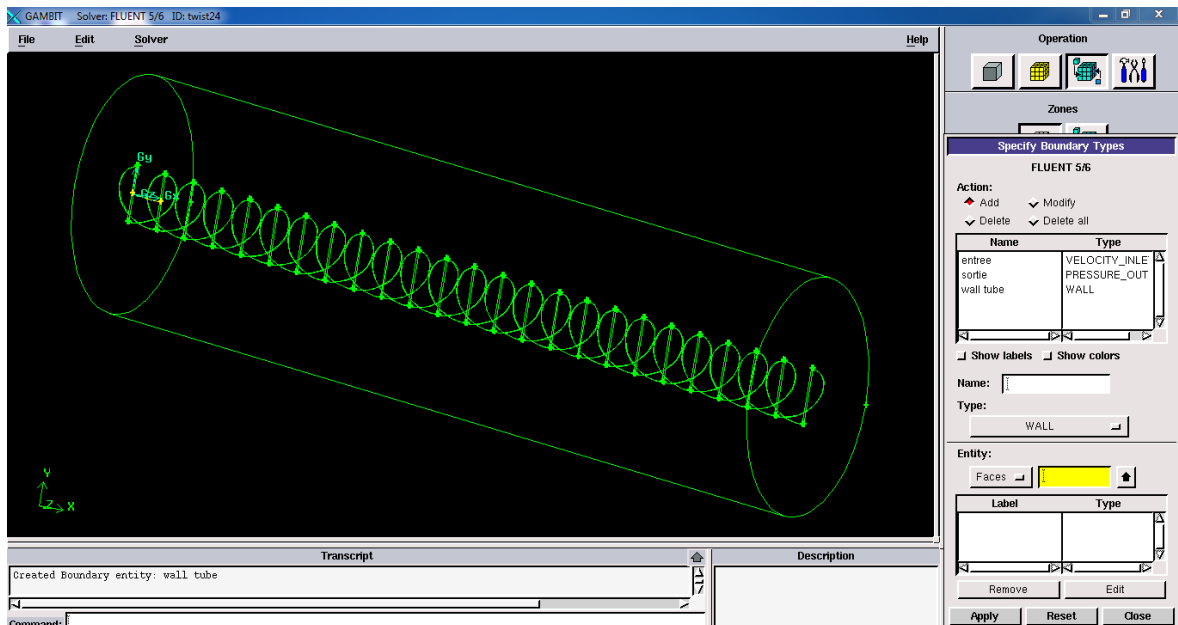 GAMBIT Solver: FLUENT 5/6 ID: twist24
File Edit Solver Help
Operation
Zones
Specify Boundary Types
FLUENT 5/6
Action:
Add Modify
Delete Delete all
Name Type
entree VELOCITY_INLE
sortie PRESSURE_OUT
wall tube WALL
Show labels Show colors
Name:
Type:
WALL
Entity:
Faces
Label Type
Remove Edit
Apply Reset Close
Gy
Gz Gx
Y
Z X
Transcript
Description
Created Boundary entity: wall tube
Command: